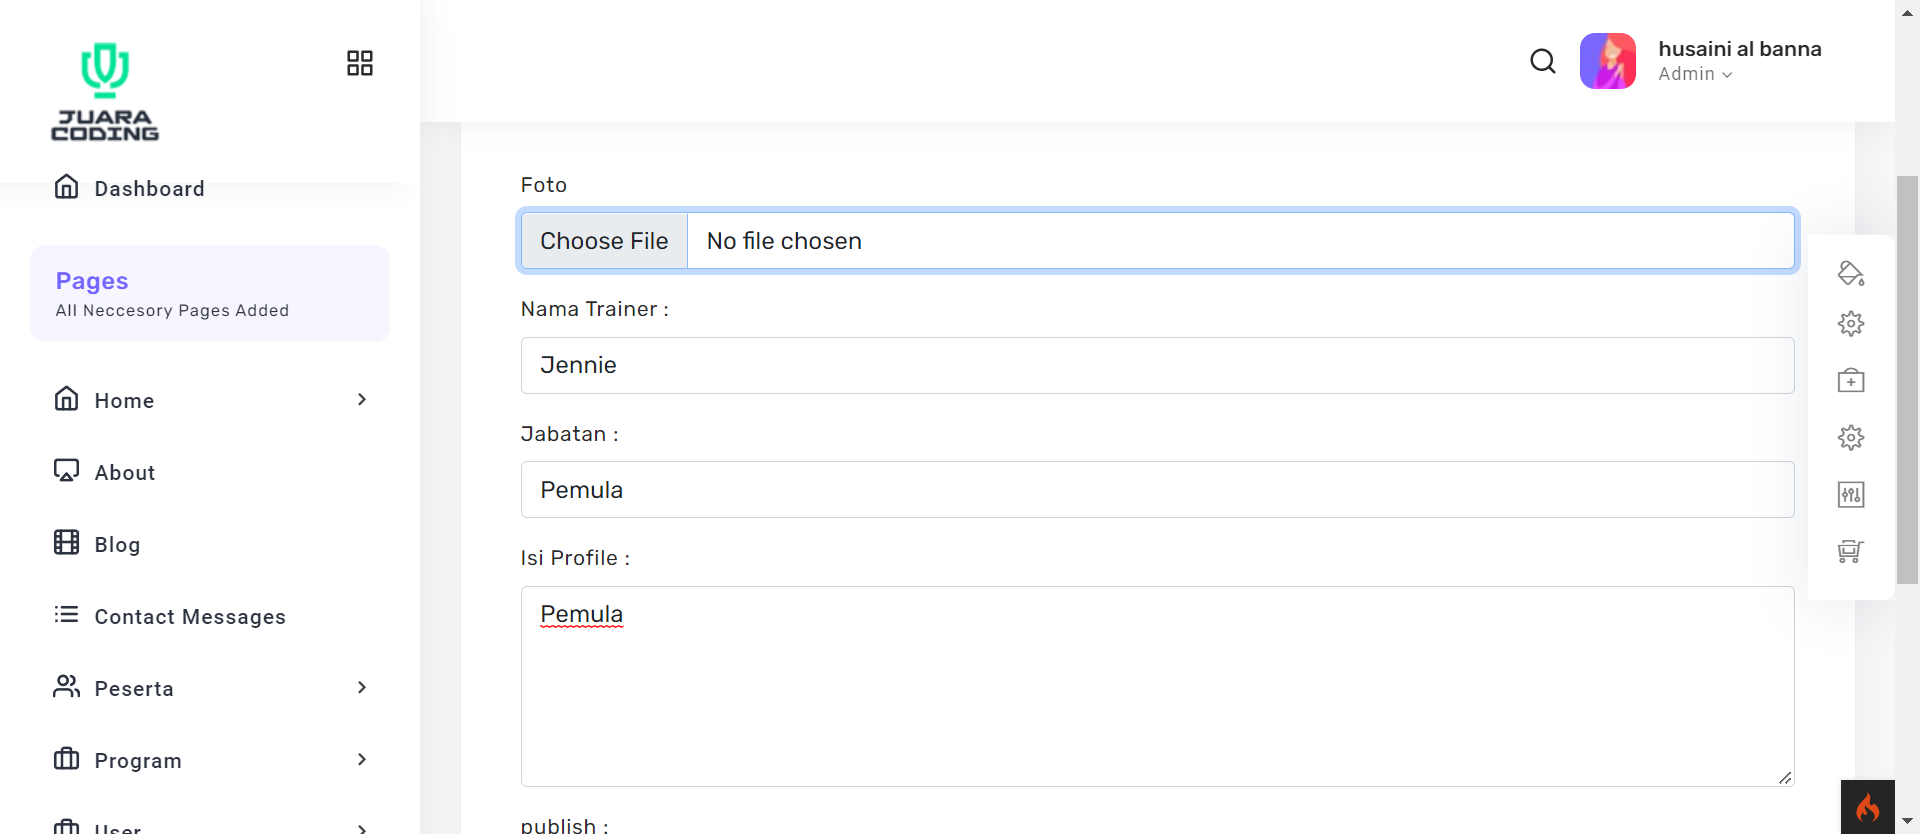 JUARA
CODING
husaini al banna
Admin
Dashboard
Pages
All Neccesory Pages Added
Home
About
Blog
Contact Messages
Peserta
Program
User
Foto
Choose File No file chosen
Nama Trainer :
Jennie
Jabatan :
Pemula
Isi Profile :
Pemula
publish :